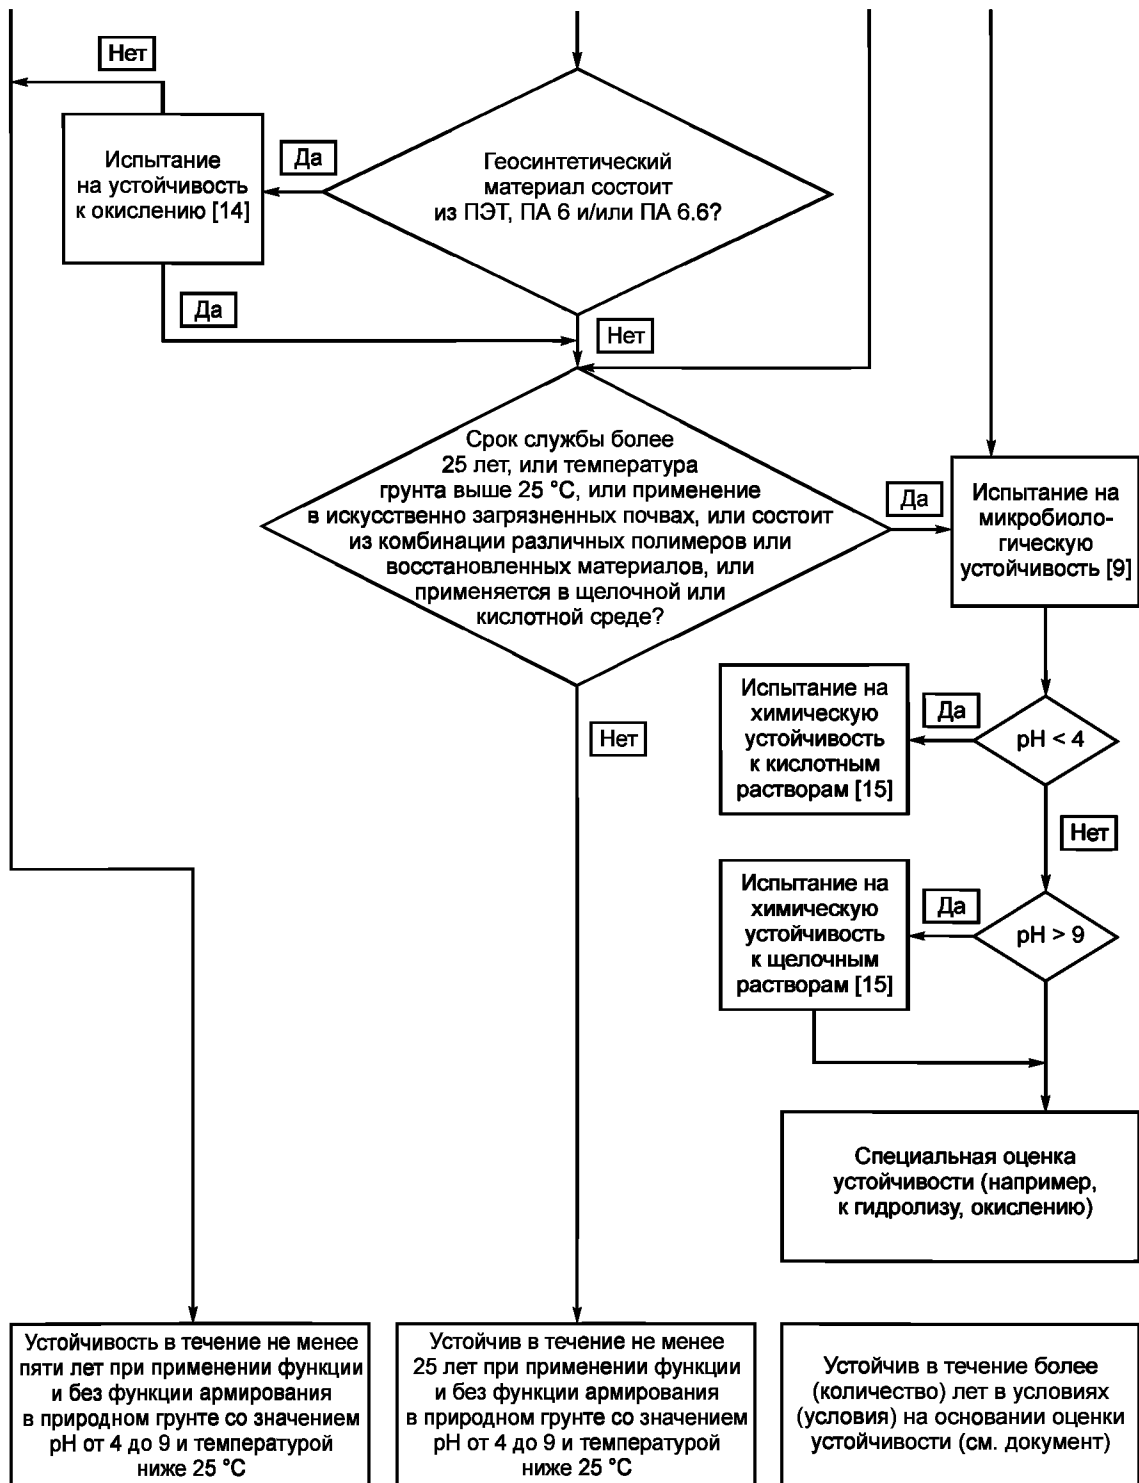 Нет
Испытание
на устойчивость
к окислению [14]
Да
Геосинтетический
материал состоит
из ПЭТ, ПА 6 и/или ПА 6.6?
Да
Нет
Срок службы более
25 лет, или температура
грунта выше 25 °C, или применение
в искусственно загрязненных почвах, или состоит
из комбинации различных полимеров или
восстановленных материалов, или
применяется в щелочной или
кислотной среде?
Да
Испытание на
микробиоло-
гическую
устойчивость [9]
Нет
Испытание на
химическую
устойчивость
к кислотным
растворам [15]
Да
pH < 4
Нет
Испытание на
химическую
устойчивость
к щелочным
растворам [15]
Да
pH > 9
Специальная оценка
устойчивости (например,
к гидролизу, окислению)
Устойчивость в течение не менее
пяти лет при применении функции
и без функции армирования
в природном грунте со значением
pH от 4 до 9 и температурой
ниже 25 °C
Устойчив в течение не менее
25 лет при применении функции
и без функции армирования
в природном грунте со значением
pH от 4 до 9 и температурой
ниже 25 °C
Устойчив в течение более
(количество) лет в условиях
(условия) на основании оценки
устойчивости (см. документ)